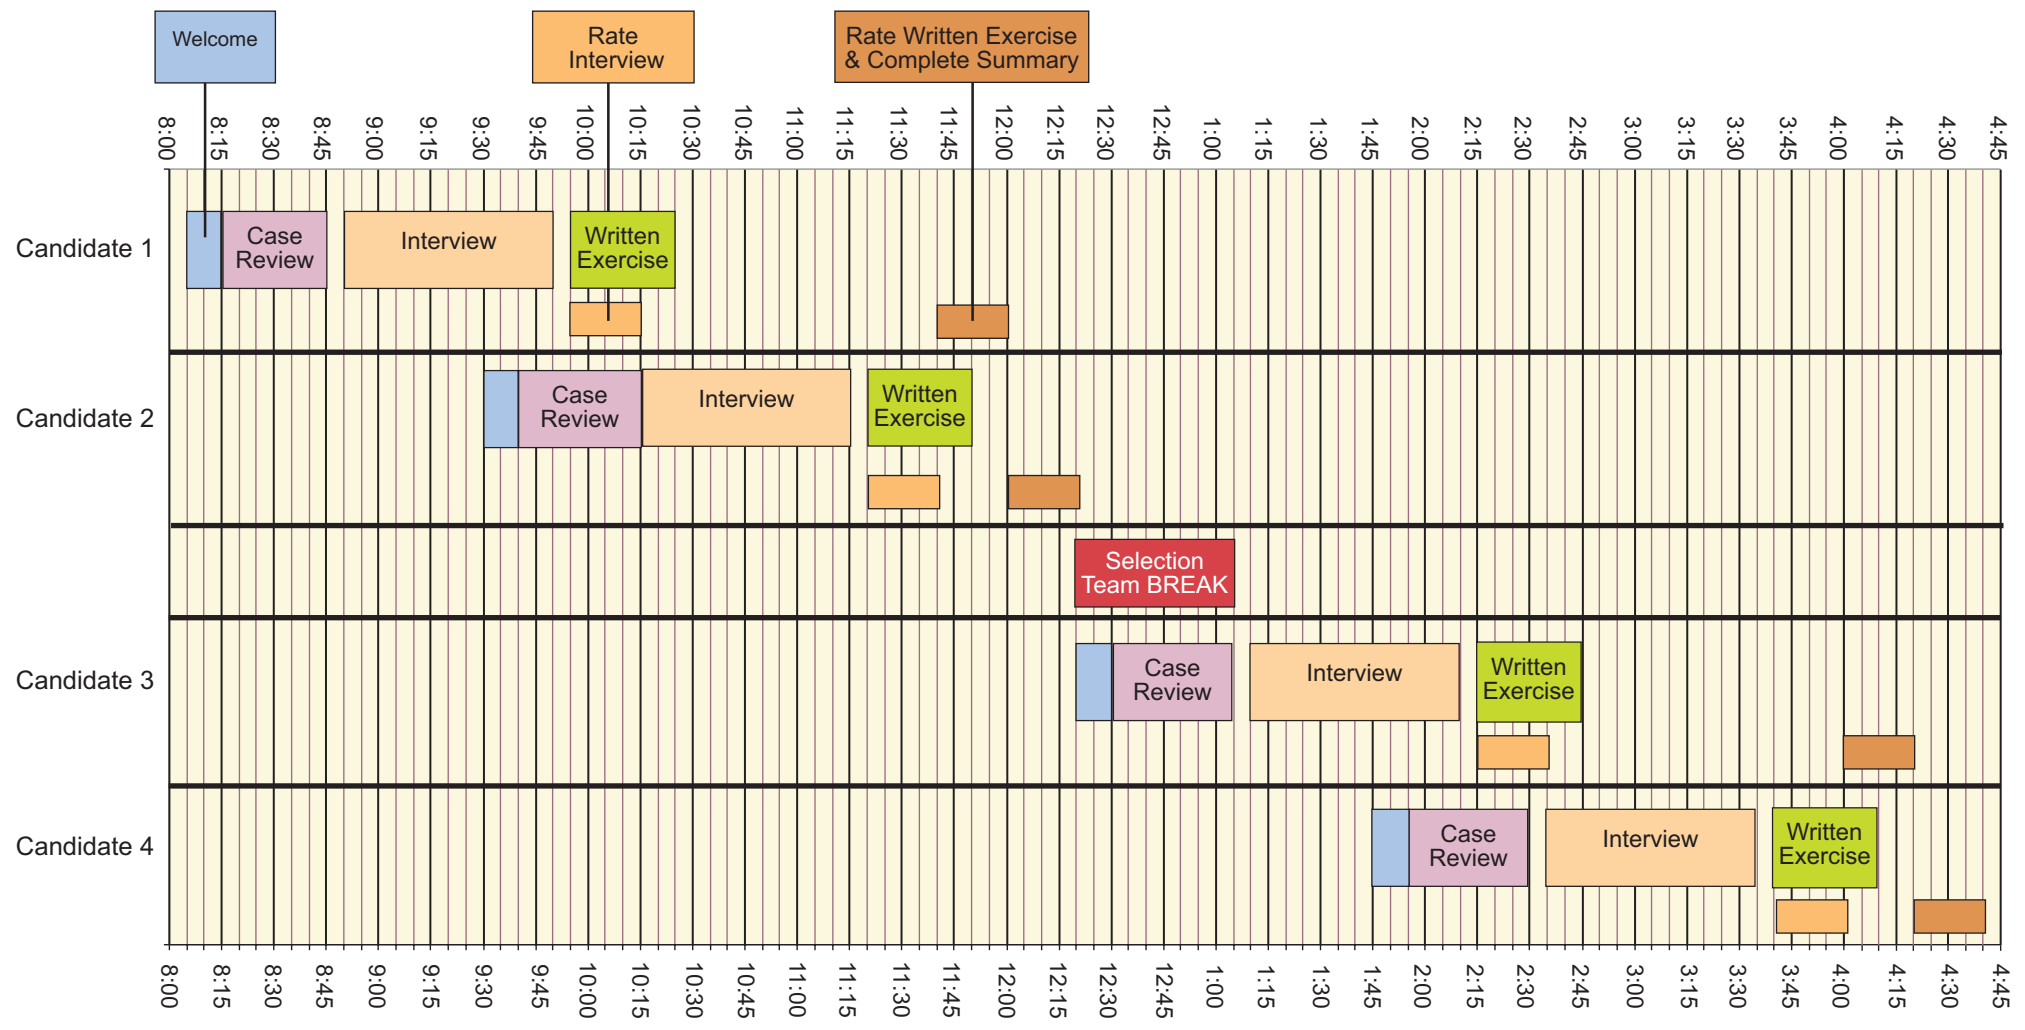 Welcome
Rate
Interview
Rate Written Exercise
& Complete Summary
8:00 8:15 8:30 8:45 9:00 9:15 9:30 9:45 10:00 10:15 10:30 10:45 11:00 11:15 11:30 11:45 12:00 12:15 12:30 12:45 1:00 1:15 1:30 1:45 2:00 2:15 2:30 2:45 3:00 3:15 3:30 3:45 4:00 4:15 4:30 4:45
Candidate 1
Case
Review
Interview
Written
Exercise
Candidate 2
Case
Review
Interview
Written
Exercise
Selection
Team BREAK
Candidate 3
Case
Review
Interview
Written
Exercise
Candidate 4
Case
Review
Interview
Written
Exercise
8:00 8:15 8:30 8:45 9:00 9:15 9:30 9:45 10:00 10:15 10:30 10:45 11:00 11:15 11:30 11:45 12:00 12:15 12:30 12:45 1:00 1:15 1:30 1:45 2:00 2:15 2:30 2:45 3:00 3:15 3:30 3:45 4:00 4:15 4:30 4:45